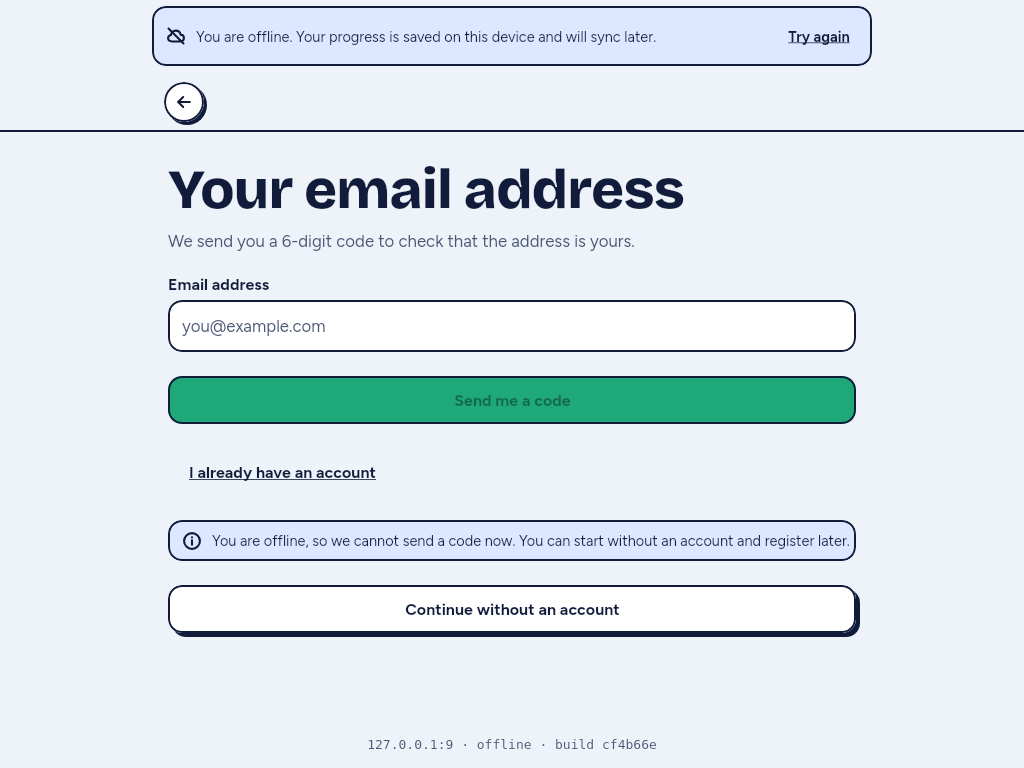 You are offline. Your progress is saved on this device and will sync later.
Try again
Your email address
We send you a 6-digit code to check that the address is yours.
Email address
you@example.com
Send me a code
I already have an account
You are offline, so we cannot send a code now. You can start without an account and register later.
Continue without an account
127.0.0.1:9 · offline · build cf4b66e